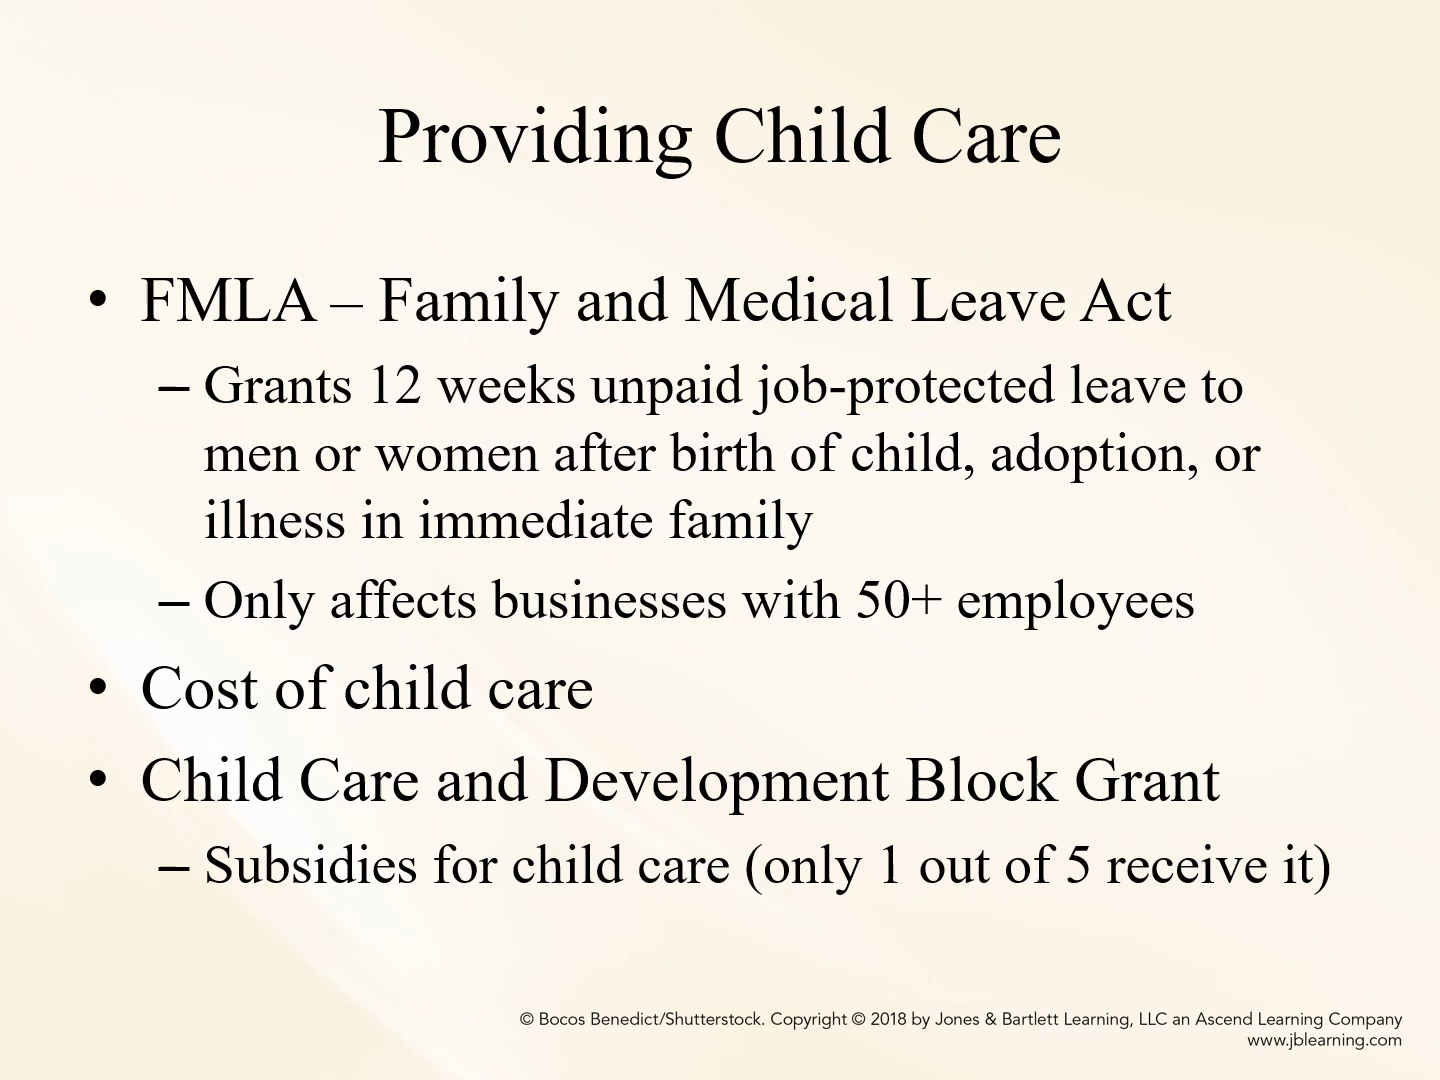 Providing Child Care
• FMLA – Family and Medical Leave Act
– Grants 12 weeks unpaid job-protected leave to
men or women after birth of child, adoption, or
illness in immediate family
– Only affects businesses with 50+ employees
• Cost of child care
• Child Care and Development Block Grant
– Subsidies for child care (only 1 out of 5 receive it)
© Bocos Benedict/Shutterstock. Copyright © 2018 by Jones & Bartlett Learning, LLC an Ascend Learning Company
www.jblearning.com